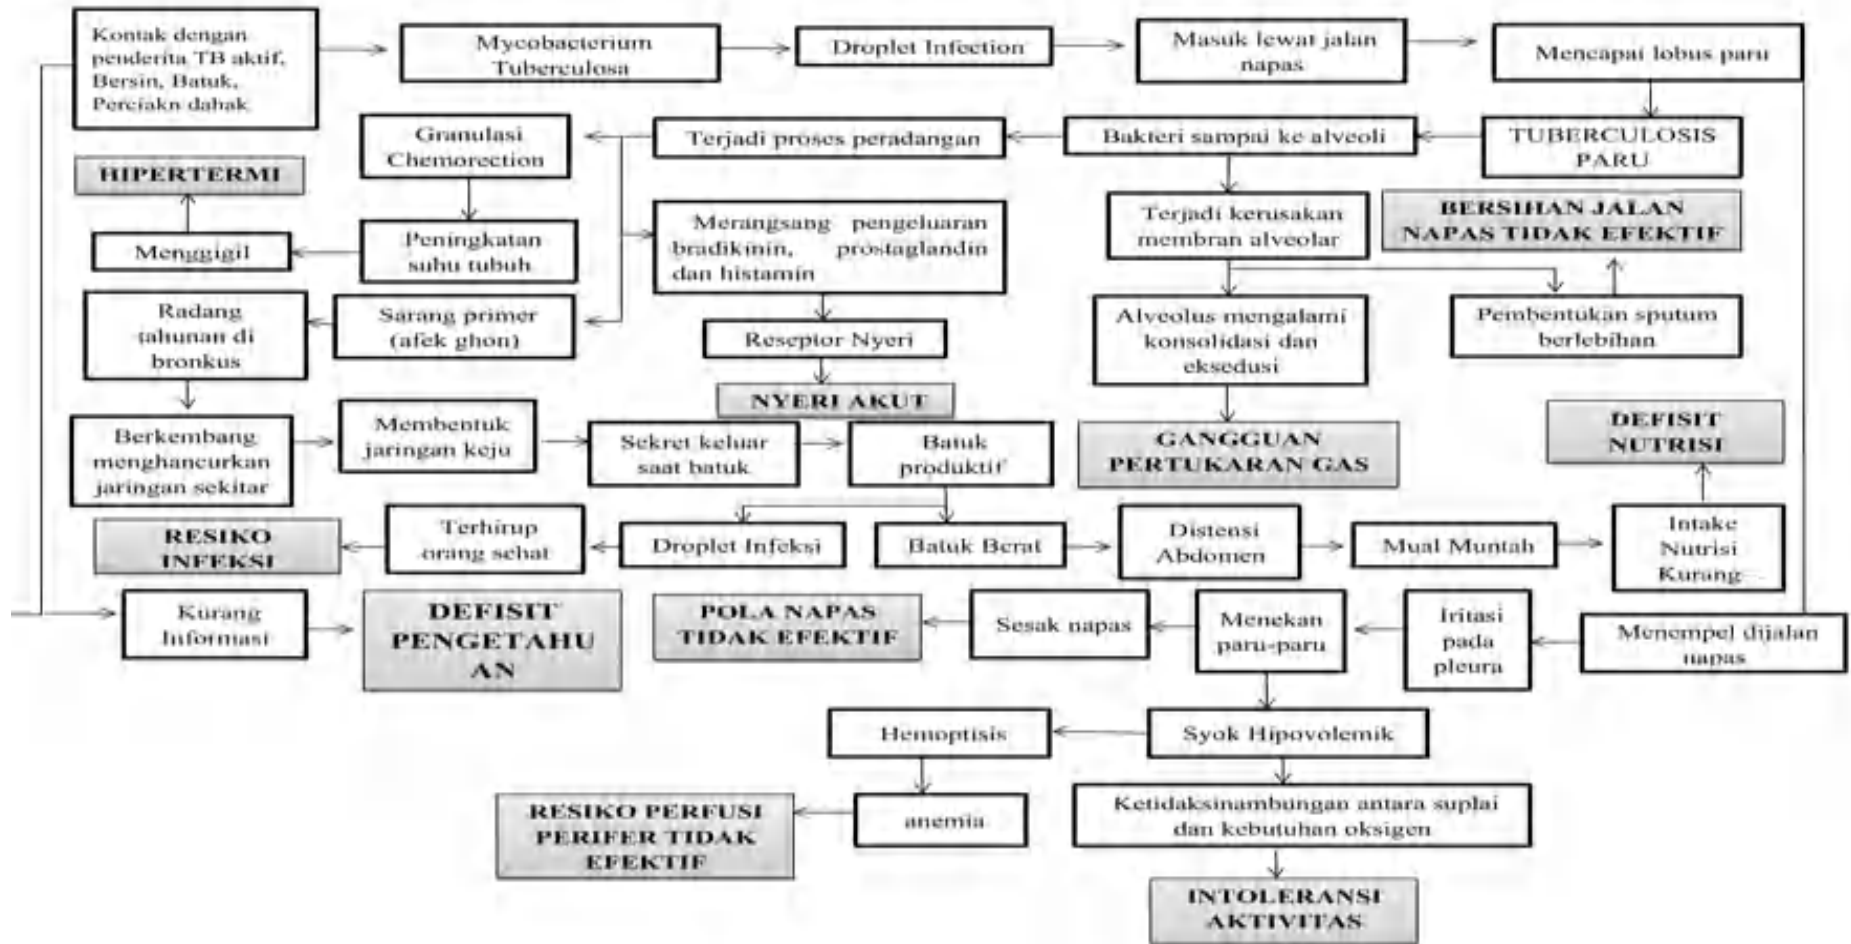 Kontak dengan
penderita TB aktif,
Bersin, Batuk,
Perciakn dahak
Mycobacterium
Tuberculosa
Droplet Infection
Masuk lewat jalan
napas
Mencapai lobus paru
Granulasi
Chemorection
Terjadi proses peradangan
Bakteri sampai ke alveoli
TUBERCULOSIS
PARU
HIPERTERMI
Menggigil
Peningkatan
suhu tubuh
Merangsang pengeluaran
bradikinin, prostaglandin
dan histamin
Terjadi kerusakan
membran alveolar
BERSIHAN JALAN
NAPAS TIDAK EFEKTIF
Radang
tahunan di
bronkus
Sarang primer
(afek ghon)
Reseptor Nyeri
Alveolus mengalami
konsolidasi dan
eksedusi
Pembentukan sputum
berlebihan
NYERI AKUT
Berkembang
menghancurkan
jaringan sekitar
Membentuk
jaringan keju
Sekret keluar
saat batuk
Batuk
produktif
GANGGUAN
PERTUKARAN GAS
DEFISIT
NUTRISI
RESIKO
INFEKSI
Terhirup
orang sehat
Droplet Infeksi
Batuk Berat
Distensi
Abdomen
Mual Muntah
Intake
Nutrisi
Kurang
Kurang
Informasi
DEFISIT
PENGETAHU
AN
POLA NAPAS
TIDAK EFEKTIF
Sesak napas
Menekan
paru-paru
Iritasi
pada
pleura
Menempel dijalan
napas
Hemoptisis
Syok Hipovolemik
RESIKO PERFUSI
PERIFER TIDAK
EFEKTIF
anemia
Ketidaksinambungan antara suplai
dan kebutuhan oksigen
INTOLERANSI
AKTIVITAS